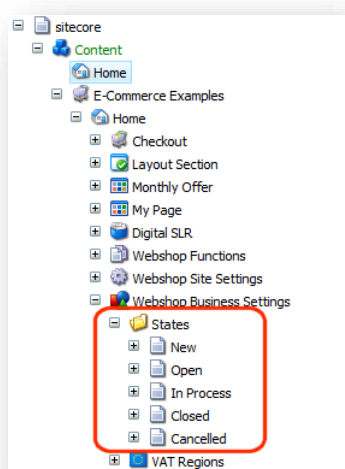 sitecore
Content
Home
E-Commerce Examples
Home
Checkout
Layout Section
Monthly Offer
My Page
Digital SLR
Webshop Functions
Webshop Site Settings
Webshop Business Settings
States
New
Open
In Process
Closed
Cancelled
VAT Regions